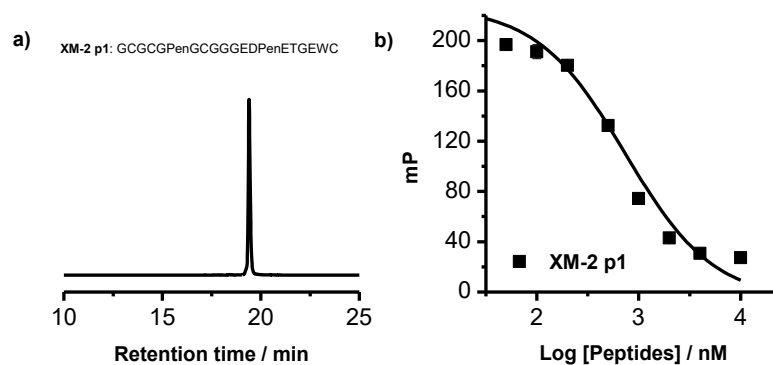 a)
XM-2 p1: GCGCGPenGCGGGEDPenETGEWC
10 15 20 25
Retention time / min
b)
200
160
120
80
40
0
mP
XM-2 p1
2 3 4
Log [Peptides] / nM